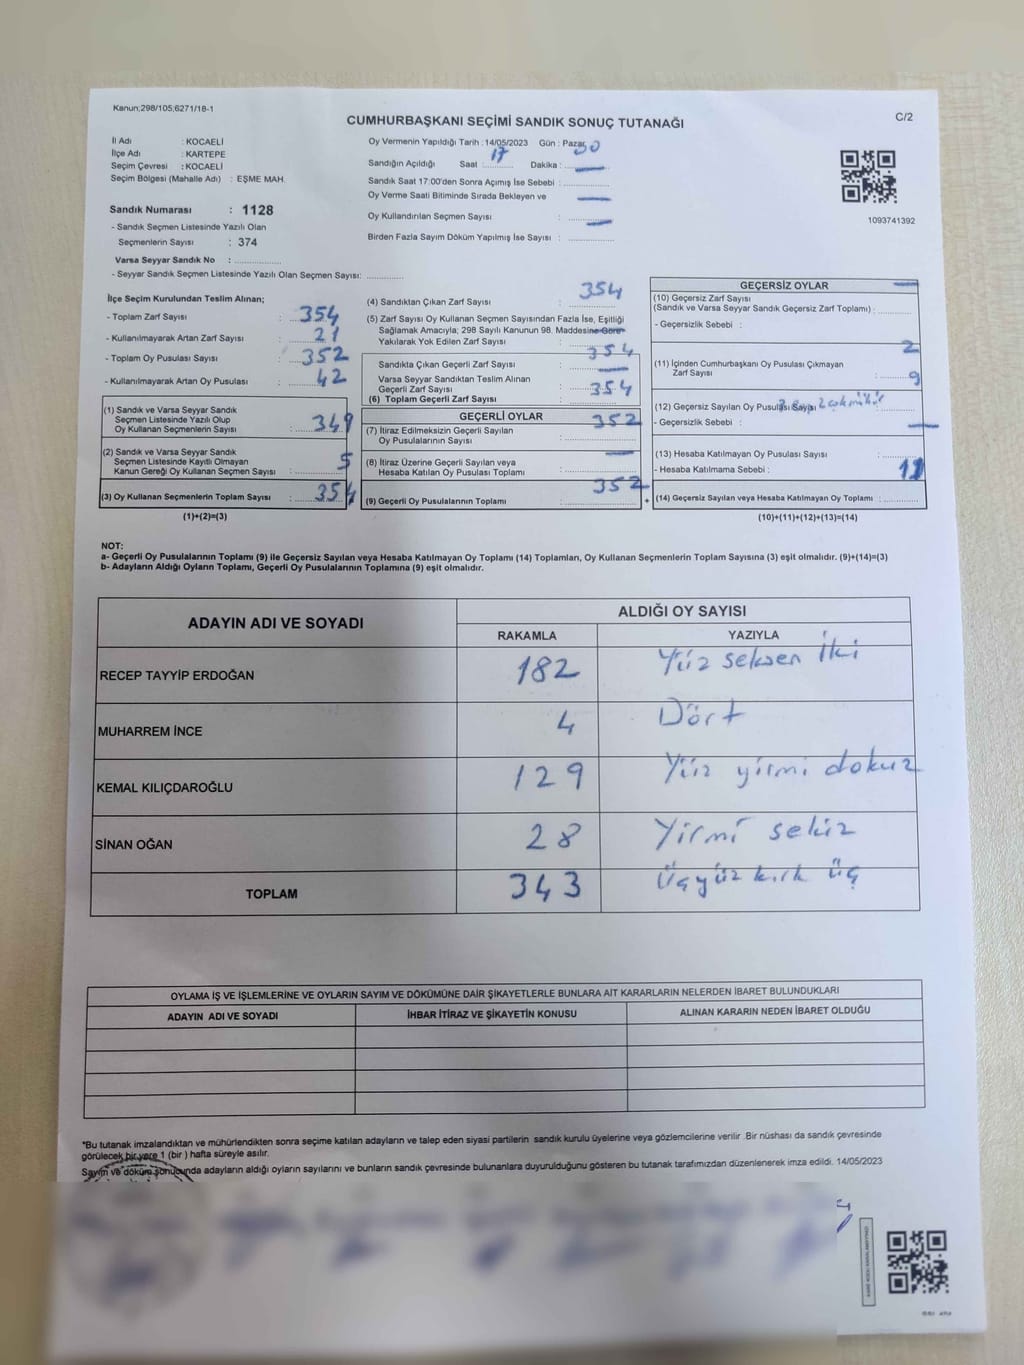 Kanun;298/105,6271/18-1
CUMHURBAŞKANI SEÇİMİ SANDIK SONUÇ TUTANAĞI
C/2
İl Adı : KOCAELİ
İlçe Adı : KARTEPE
Seçim Çevresi : KOCAELİ
Seçim Bölgesi (Mahalle Adı) : EŞME MAH.
Sandık Numarası : 1128
- Sandık Seçmen Listesinde Yazılı Olan
Seçmenlerin Sayısı : 374
Varsa Seyyar Sandık No : ..............
- Seyyar Sandık Seçmen Listesinde Yazılı Olan Seçmen Sayısı: ............
Oy Vermenin Yapıldığı Tarih : 14/05/2023 Gün : Pazar
Sandığın Açıldığı Saat : 17 Dakika : 00
Sandık Saat 17:00'den Sonra Açımış İse Sebebi : ............
Oy Verme Saati Bitiminde Sırada Bekleyen ve —
Oy Kullandırılan Seçmen Sayısı : —
Birden Fazla Sayım Döküm Yapılmış İse Sayısı : ............
1093741392
İlçe Seçim Kurulundan Teslim Alınan;
- Toplam Zarf Sayısı : 354
- Kullanılmayarak Artan Zarf Sayısı : 21
- Toplam Oy Pusulası Sayısı : 352
- Kullanılmayarak Artan Oy Pusulası : 42
(1) Sandık ve Varsa Seyyar Sandık
Seçmen Listesinde Yazılı Olup
Oy Kullanan Seçmenlerin Sayısı : 349
(2) Sandık ve Varsa Seyyar Sandık
Seçmen Listesinde Kayıtlı Olmayan
Kanun Gereği Oy Kullanan Seçmen Sayısı : 5
(3) Oy Kullanan Seçmenlerin Toplam Sayısı : 354
(1)+(2)=(3)
(4) Sandıktan Çıkan Zarf Sayısı : 354
(5) Zarf Sayısı Oy Kullanan Seçmen Sayısından Fazla İse, Eşitliği
Sağlamak Amacıyla; 298 Sayılı Kanunun 98. Maddesine Göre
Yakılarak Yok Edilen Zarf Sayısı : —
Sandıkta Çıkan Geçerli Zarf Sayısı : 354
Varsa Seyyar Sandıktan Teslim Alınan
Geçerli Zarf Sayısı : —
(6) Toplam Geçerli Zarf Sayısı : 354
GEÇERLİ OYLAR
(7) İtiraz Edilmeksizin Geçerli Sayılan 352
Oy Pusulalarının Sayısı :
(8) İtiraz Üzerine Geçerli Sayılan veya —
Hesaba Katılan Oy Pusulası Toplamı :
(9) Geçerli Oy Pusulalarının Toplamı : 352
+
GEÇERSİZ OYLAR
(10) Geçersiz Zarf Sayısı —
(Sandık ve Varsa Seyyar Sandık Geçersiz Zarf Toplamı) : ..........
- Geçersizlik Sebebi :
(11) İçinden Cumhurbaşkanı Oy Pusulası Çıkmayan 2
Zarf Sayısı :
(12) Geçersiz Sayılan Oy Pusulası Sayısı : 9
- Geçersizlik Sebebi :
(13) Hesaba Katılmayan Oy Pusulası Sayısı : —
- Hesaba Katılmama Sebebi :
(14) Geçersiz Sayılan veya Hesaba Katılmayan Oy Toplamı : 11
(10)+(11)+(12)+(13)=(14)
NOT:
a- Geçerli Oy Pusulalarının Toplamı (9) ile Geçersiz Sayılan veya Hesaba Katılmayan Oy Toplamı (14) Toplamları, Oy Kullanan Seçmenlerin Toplam Sayısına (3) eşit olmalıdır. (9)+(14)=(3)
b- Adayların Aldığı Oyların Toplamı, Geçerli Oy Pusulalarının Toplamına (9) eşit olmalıdır.
ADAYIN ADI VE SOYADI ALDIĞI OY SAYISI
RAKAMLA YAZIYLA
RECEP TAYYİP ERDOĞAN 182 Yüz seksen iki
MUHARREM İNCE 4 Dört
KEMAL KILIÇDAROĞLU 129 Yüz yirmi dokuz
SİNAN OĞAN 28 Yirmi sekiz
TOPLAM 343 Üçyüz kırk üç
OYLAMA İŞ VE İŞLEMLERİNE VE OYLARIN SAYIM VE DÖKÜMÜNE DAİR ŞİKAYETLERLE BUNLARA AİT KARARLARIN NELERDEN İBARET BULUNDUKLARI
ADAYIN ADI VE SOYADI İHBAR İTİRAZ VE ŞİKAYETİN KONUSU ALINAN KARARIN NEDEN İBARET OLDUĞU
*Bu tutanak imzalandıktan ve mühürlendikten sonra seçime katılan adayların ve talep eden siyasi partilerin sandık kurulu üyelerine veya gözlemcilerine verilir .Bir nüshası da sandık çevresinde
görülecek bir yere 1 (bir ) hafta süreyle asılır.
Sayım ve döküm sonucunda adayların aldığı oyların sayılarını ve bunların sandık çevresinde bulunanlara duyurulduğunu gösteren bu tutanak tarafımızdan düzenlenerek imza edildi. 14/05/2023